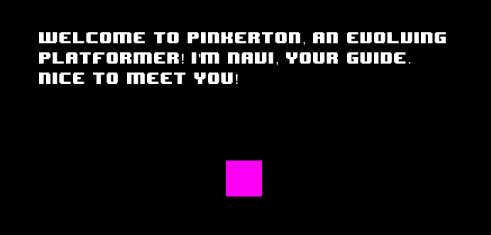 WELCOME TO PINKERTON, AN EVOLVING
PLATFORMER! I'M NAVI, YOUR GUIDE.
NICE TO MEET YOU!